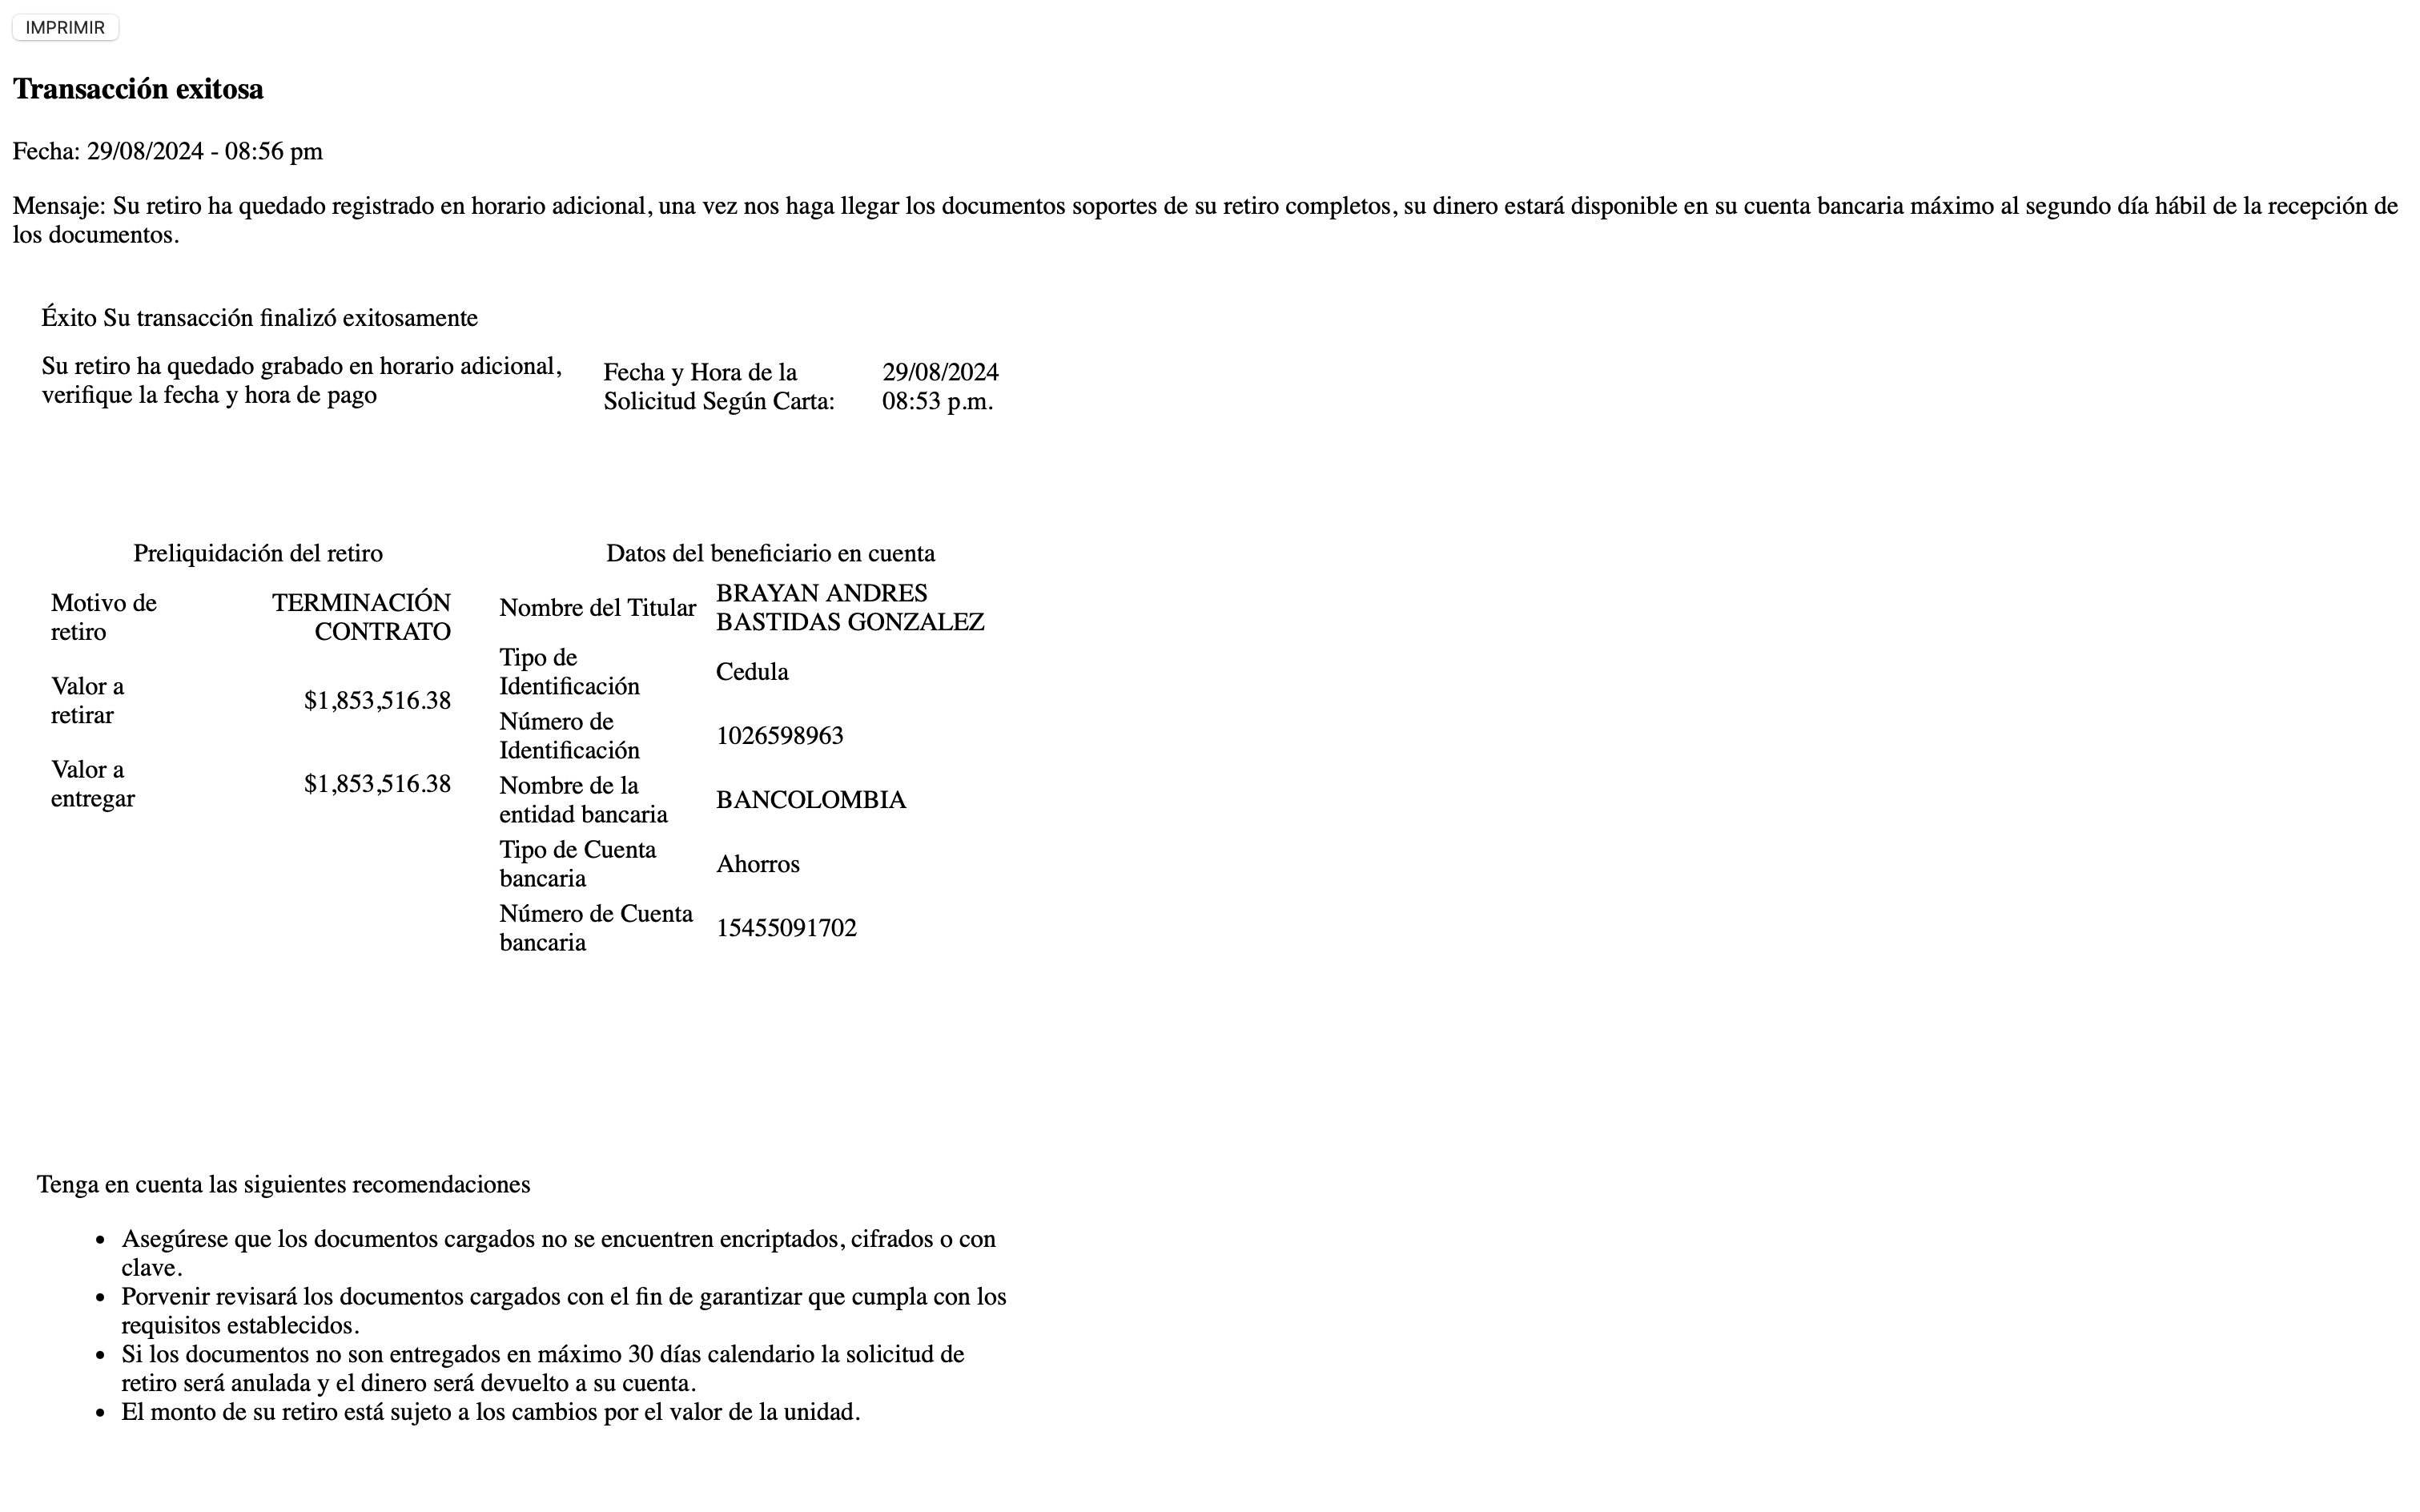 IMPRIMIR
Transacción exitosa
Fecha: 29/08/2024 - 08:56 pm
Mensaje: Su retiro ha quedado registrado en horario adicional, una vez nos haga llegar los documentos soportes de su retiro completos, su dinero estará disponible en su cuenta bancaria máximo al segundo día hábil de la recepción de
los documentos.
Éxito Su transacción finalizó exitosamente
Su retiro ha quedado grabado en horario adicional,
verifique la fecha y hora de pago
Fecha y Hora de la
Solicitud Según Carta:
29/08/2024
08:53 p.m.
Preliquidación del retiro
Motivo de
retiro
TERMINACIÓN
CONTRATO
Valor a
retirar
$1,853,516.38
Valor a
entregar
$1,853,516.38
Datos del beneficiario en cuenta
Nombre del Titular
BRAYAN ANDRES
BASTIDAS GONZALEZ
Tipo de
Identificación
Cedula
Número de
Identificación
1026598963
Nombre de la
entidad bancaria
BANCOLOMBIA
Tipo de Cuenta
bancaria
Ahorros
Número de Cuenta
bancaria
15455091702
Tenga en cuenta las siguientes recomendaciones
• Asegúrese que los documentos cargados no se encuentren encriptados, cifrados o con
clave.
• Porvenir revisará los documentos cargados con el fin de garantizar que cumpla con los
requisitos establecidos.
• Si los documentos no son entregados en máximo 30 días calendario la solicitud de
retiro será anulada y el dinero será devuelto a su cuenta.
• El monto de su retiro está sujeto a los cambios por el valor de la unidad.